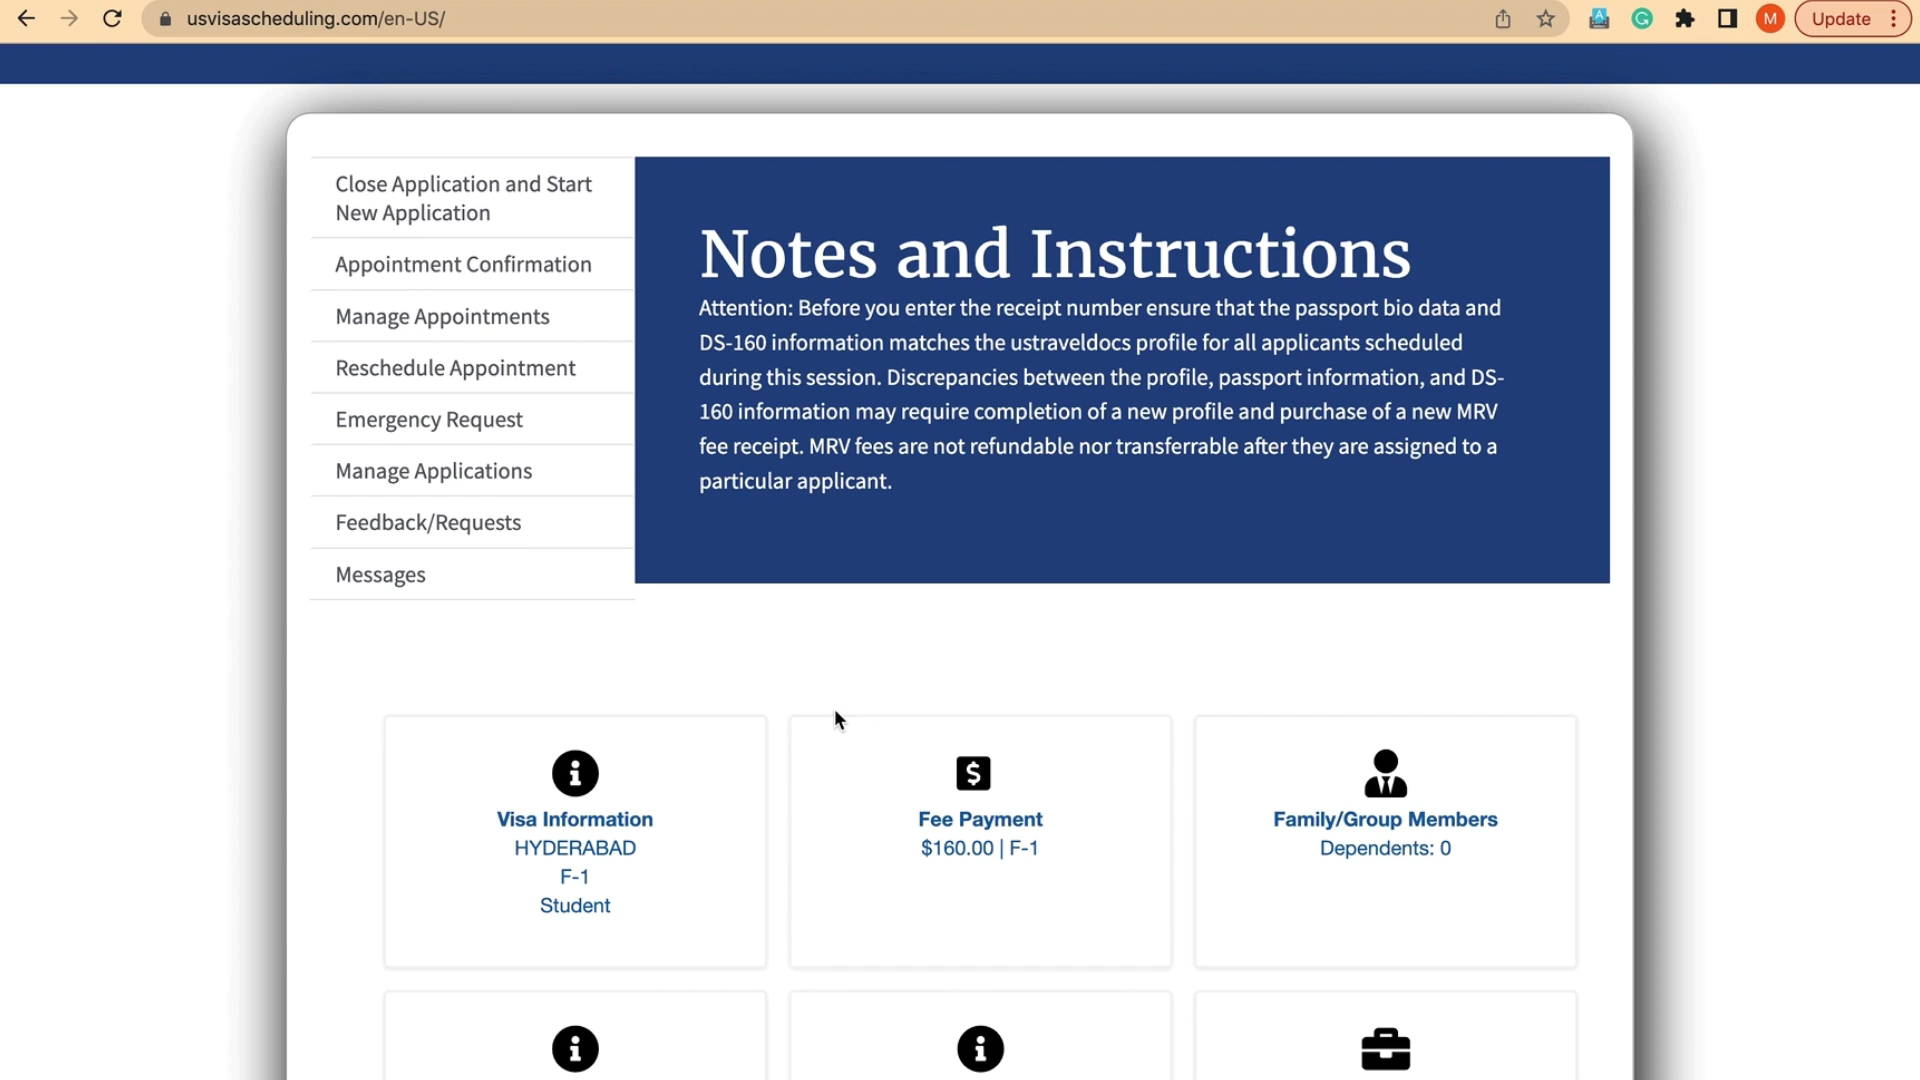 usvisascheduling.com/en-US/
M
Update
Close Application and Start
New Application
Appointment Confirmation
Manage Appointments
Reschedule Appointment
Emergency Request
Manage Applications
Feedback/Requests
Messages
Notes and Instructions
Attention: Before you enter the receipt number ensure that the passport bio data and
DS-160 information matches the ustraveldocs profile for all applicants scheduled
during this session. Discrepancies between the profile, passport information, and DS-
160 information may require completion of a new profile and purchase of a new MRV
fee receipt. MRV fees are not refundable nor transferrable after they are assigned to a
particular applicant.
Visa Information
HYDERABAD
F-1
Student
Fee Payment
$160.00 | F-1
Family/Group Members
Dependents: 0